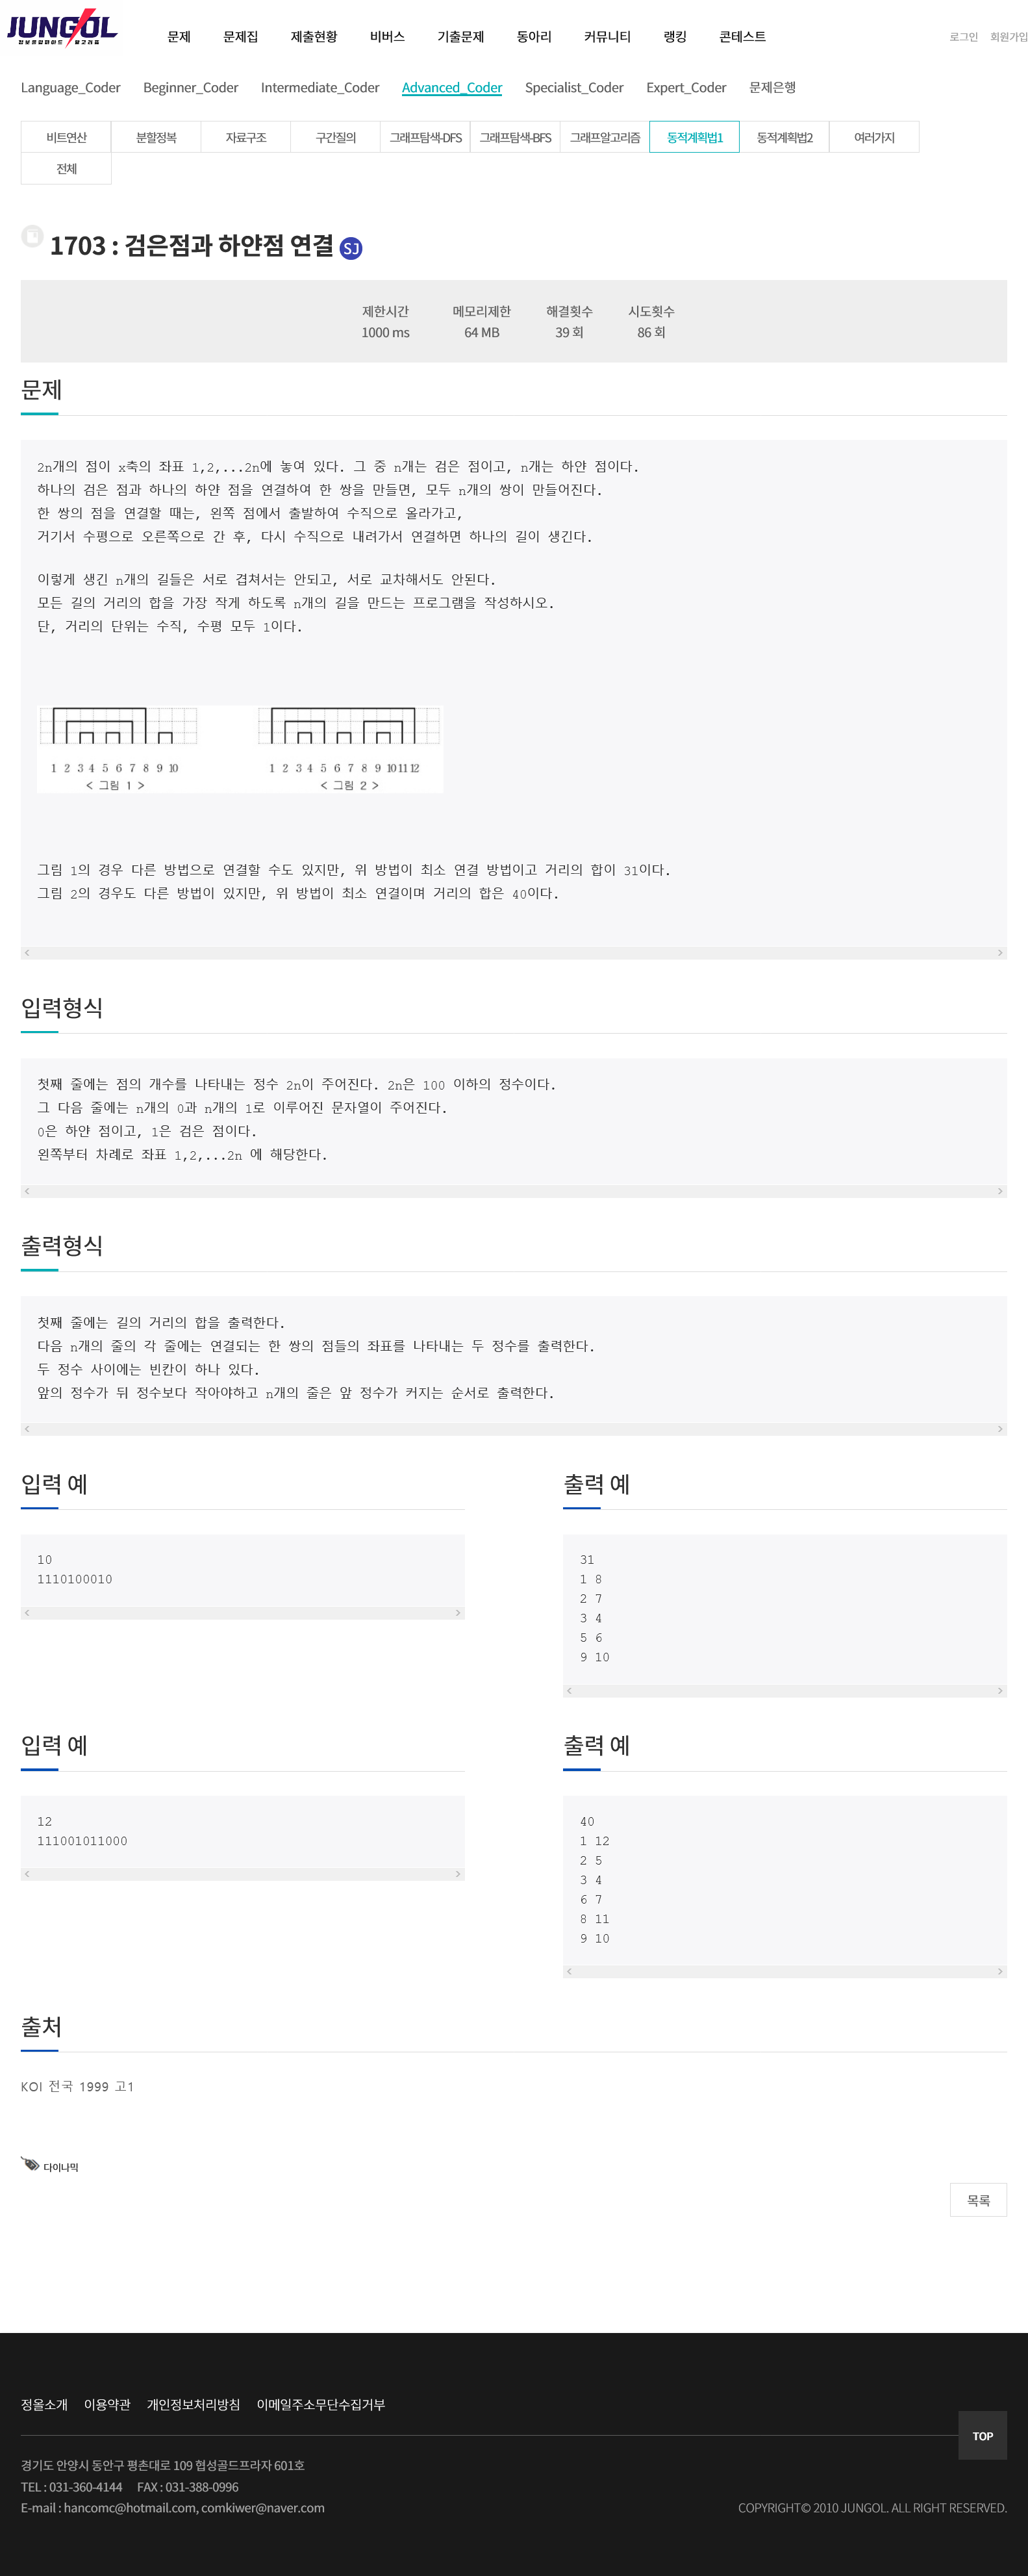 JUNGOL
정보올림피아드 & 알고리즘
문제 문제집 제출현황 비버스 기출문제 동아리 커뮤니티 랭킹 콘테스트 로그인 회원가입
Language_Coder Beginner_Coder Intermediate_Coder Advanced_Coder Specialist_Coder Expert_Coder 문제은행
비트연산 분할정복 자료구조 구간질의 그래프탐색-DFS 그래프탐색-BFS 그래프알고리즘 동적계획법1 동적계획법2 여러가지
전체
1703 : 검은점과 하얀점 연결 SJ
제한시간 메모리제한 해결횟수 시도횟수
1000 ms 64 MB 39 회 86 회
문제
2n개의 점이 x축의 좌표 1,2,...2n에 놓여 있다. 그 중 n개는 검은 점이고, n개는 하얀 점이다.
하나의 검은 점과 하나의 하얀 점을 연결하여 한 쌍을 만들면, 모두 n개의 쌍이 만들어진다.
한 쌍의 점을 연결할 때는, 왼쪽 점에서 출발하여 수직으로 올라가고,
거기서 수평으로 오른쪽으로 간 후, 다시 수직으로 내려가서 연결하면 하나의 길이 생긴다.
이렇게 생긴 n개의 길들은 서로 겹쳐서는 안되고, 서로 교차해서도 안된다.
모든 길의 거리의 합을 가장 작게 하도록 n개의 길을 만드는 프로그램을 작성하시오.
단, 거리의 단위는 수직, 수평 모두 1이다.
1 2 3 4 5 6 7 8 9 10 1 2 3 4 5 6 7 8 9 10 11 12
< 그림 1 > < 그림 2 >
그림 1의 경우 다른 방법으로 연결할 수도 있지만, 위 방법이 최소 연결 방법이고 거리의 합이 31이다.
그림 2의 경우도 다른 방법이 있지만, 위 방법이 최소 연결이며 거리의 합은 40이다.
입력형식
첫째 줄에는 점의 개수를 나타내는 정수 2n이 주어진다. 2n은 100 이하의 정수이다.
그 다음 줄에는 n개의 0과 n개의 1로 이루어진 문자열이 주어진다.
0은 하얀 점이고, 1은 검은 점이다.
왼쪽부터 차례로 좌표 1,2,...2n 에 해당한다.
출력형식
첫째 줄에는 길의 거리의 합을 출력한다.
다음 n개의 줄의 각 줄에는 연결되는 한 쌍의 점들의 좌표를 나타내는 두 정수를 출력한다.
두 정수 사이에는 빈칸이 하나 있다.
앞의 정수가 뒤 정수보다 작아야하고 n개의 줄은 앞 정수가 커지는 순서로 출력한다.
입력 예
10
1110100010
출력 예
31
1 8
2 7
3 4
5 6
9 10
입력 예
12
111001011000
출력 예
40
1 12
2 5
3 4
6 7
8 11
9 10
출처
KOI 전국 1999 고1
다이나믹
목록
정올소개 이용약관 개인정보처리방침 이메일주소무단수집거부
TOP
경기도 안양시 동안구 평촌대로 109 협성골드프라자 601호
TEL : 031-360-4144 FAX : 031-388-0996
E-mail : hancomc@hotmail.com, comkiwer@naver.com COPYRIGHT© 2010 JUNGOL. ALL RIGHT RESERVED.